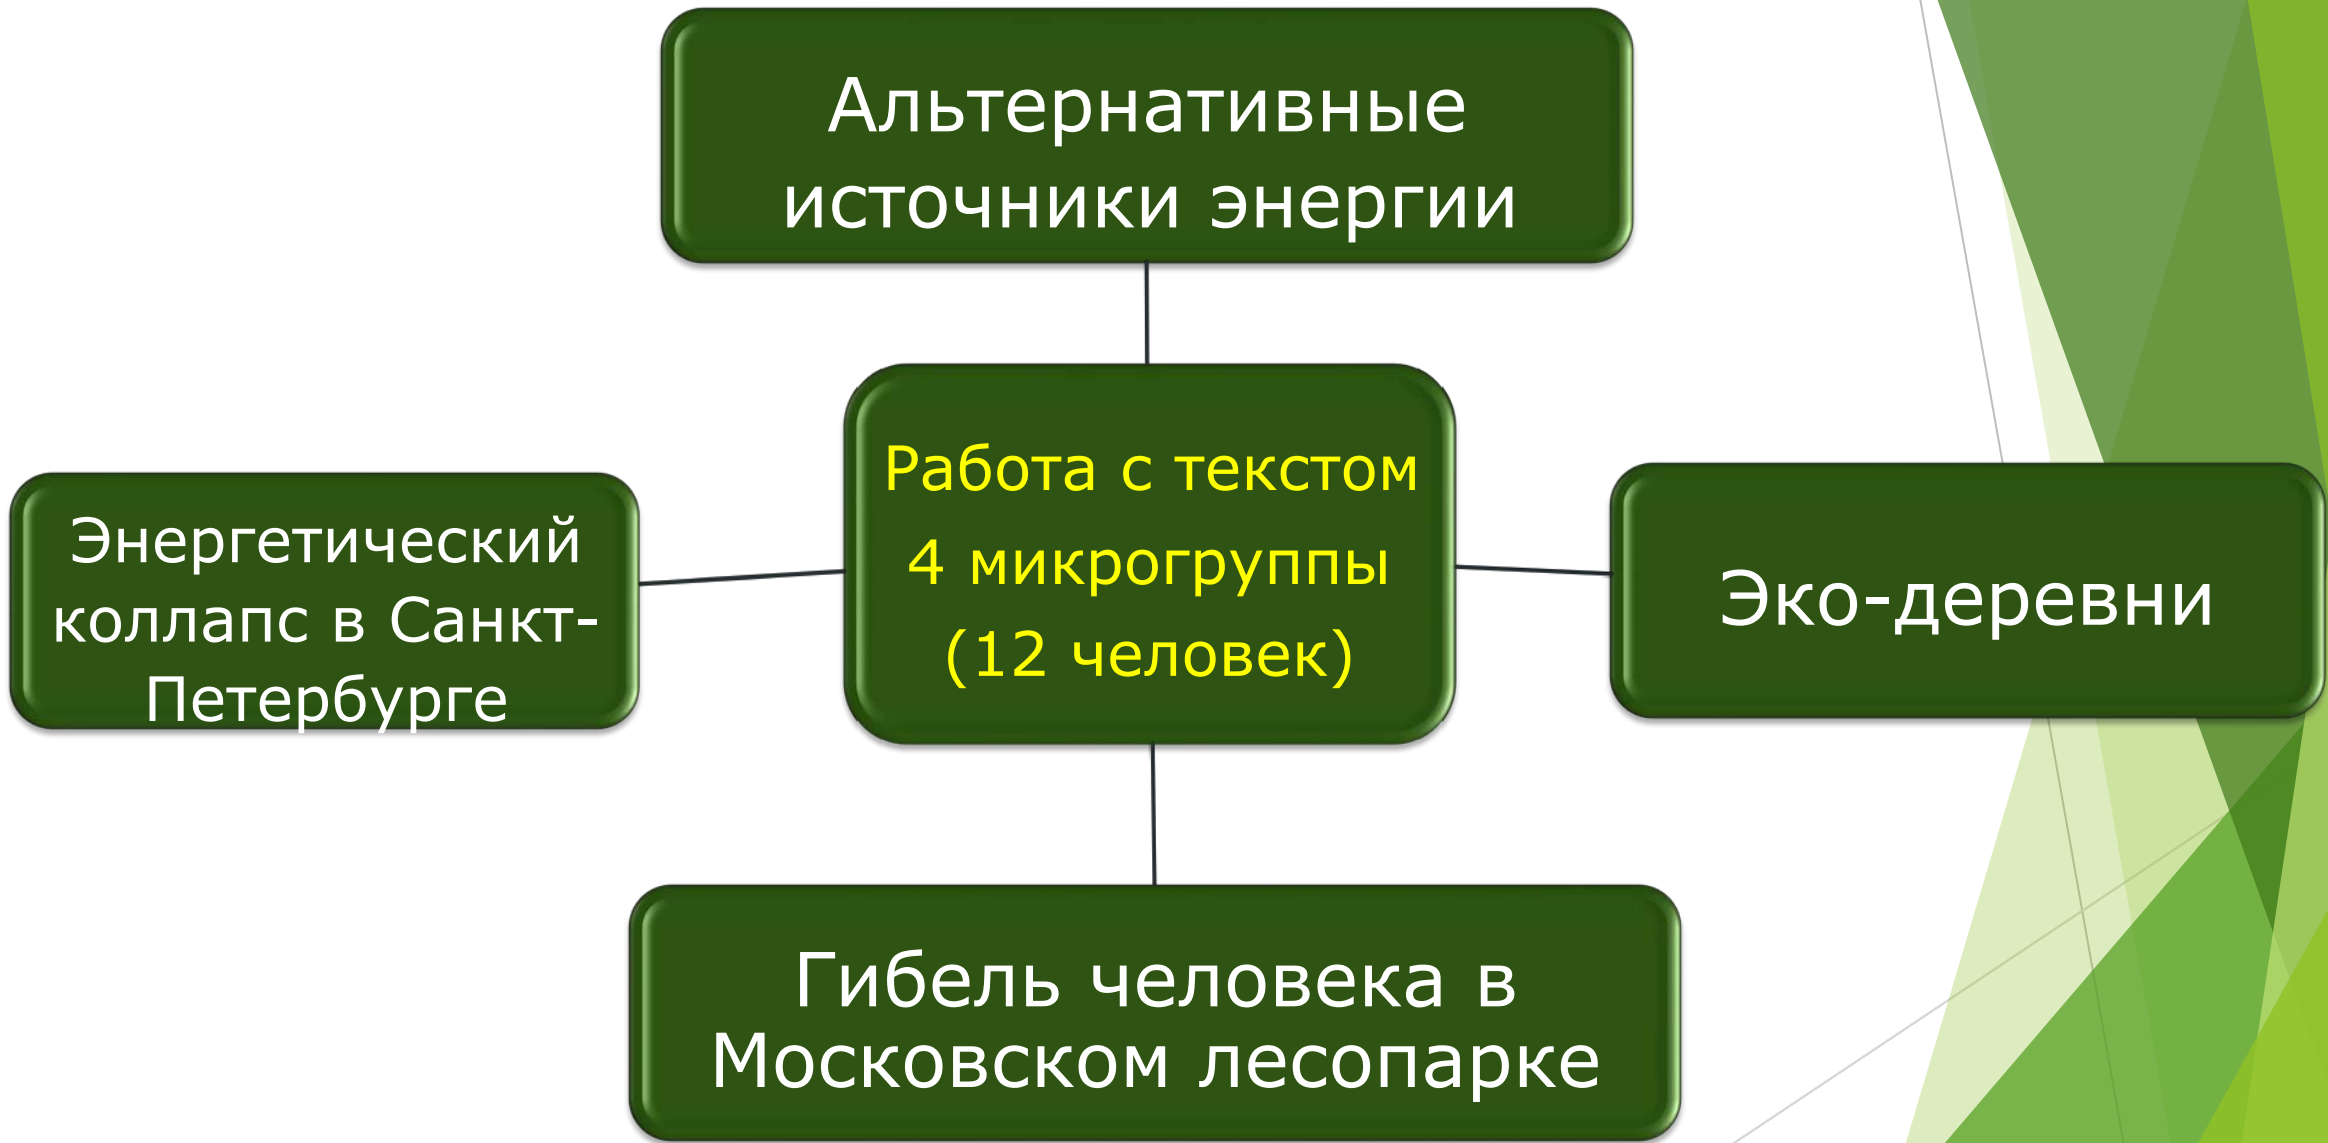 Альтернативные
источники энергии
Энергетический
коллапс в Санкт-
Петербурге
Работа с текстом
4 микрогруппы
(12 человек)
Эко-деревни
Гибель человека в
Московском лесопарке